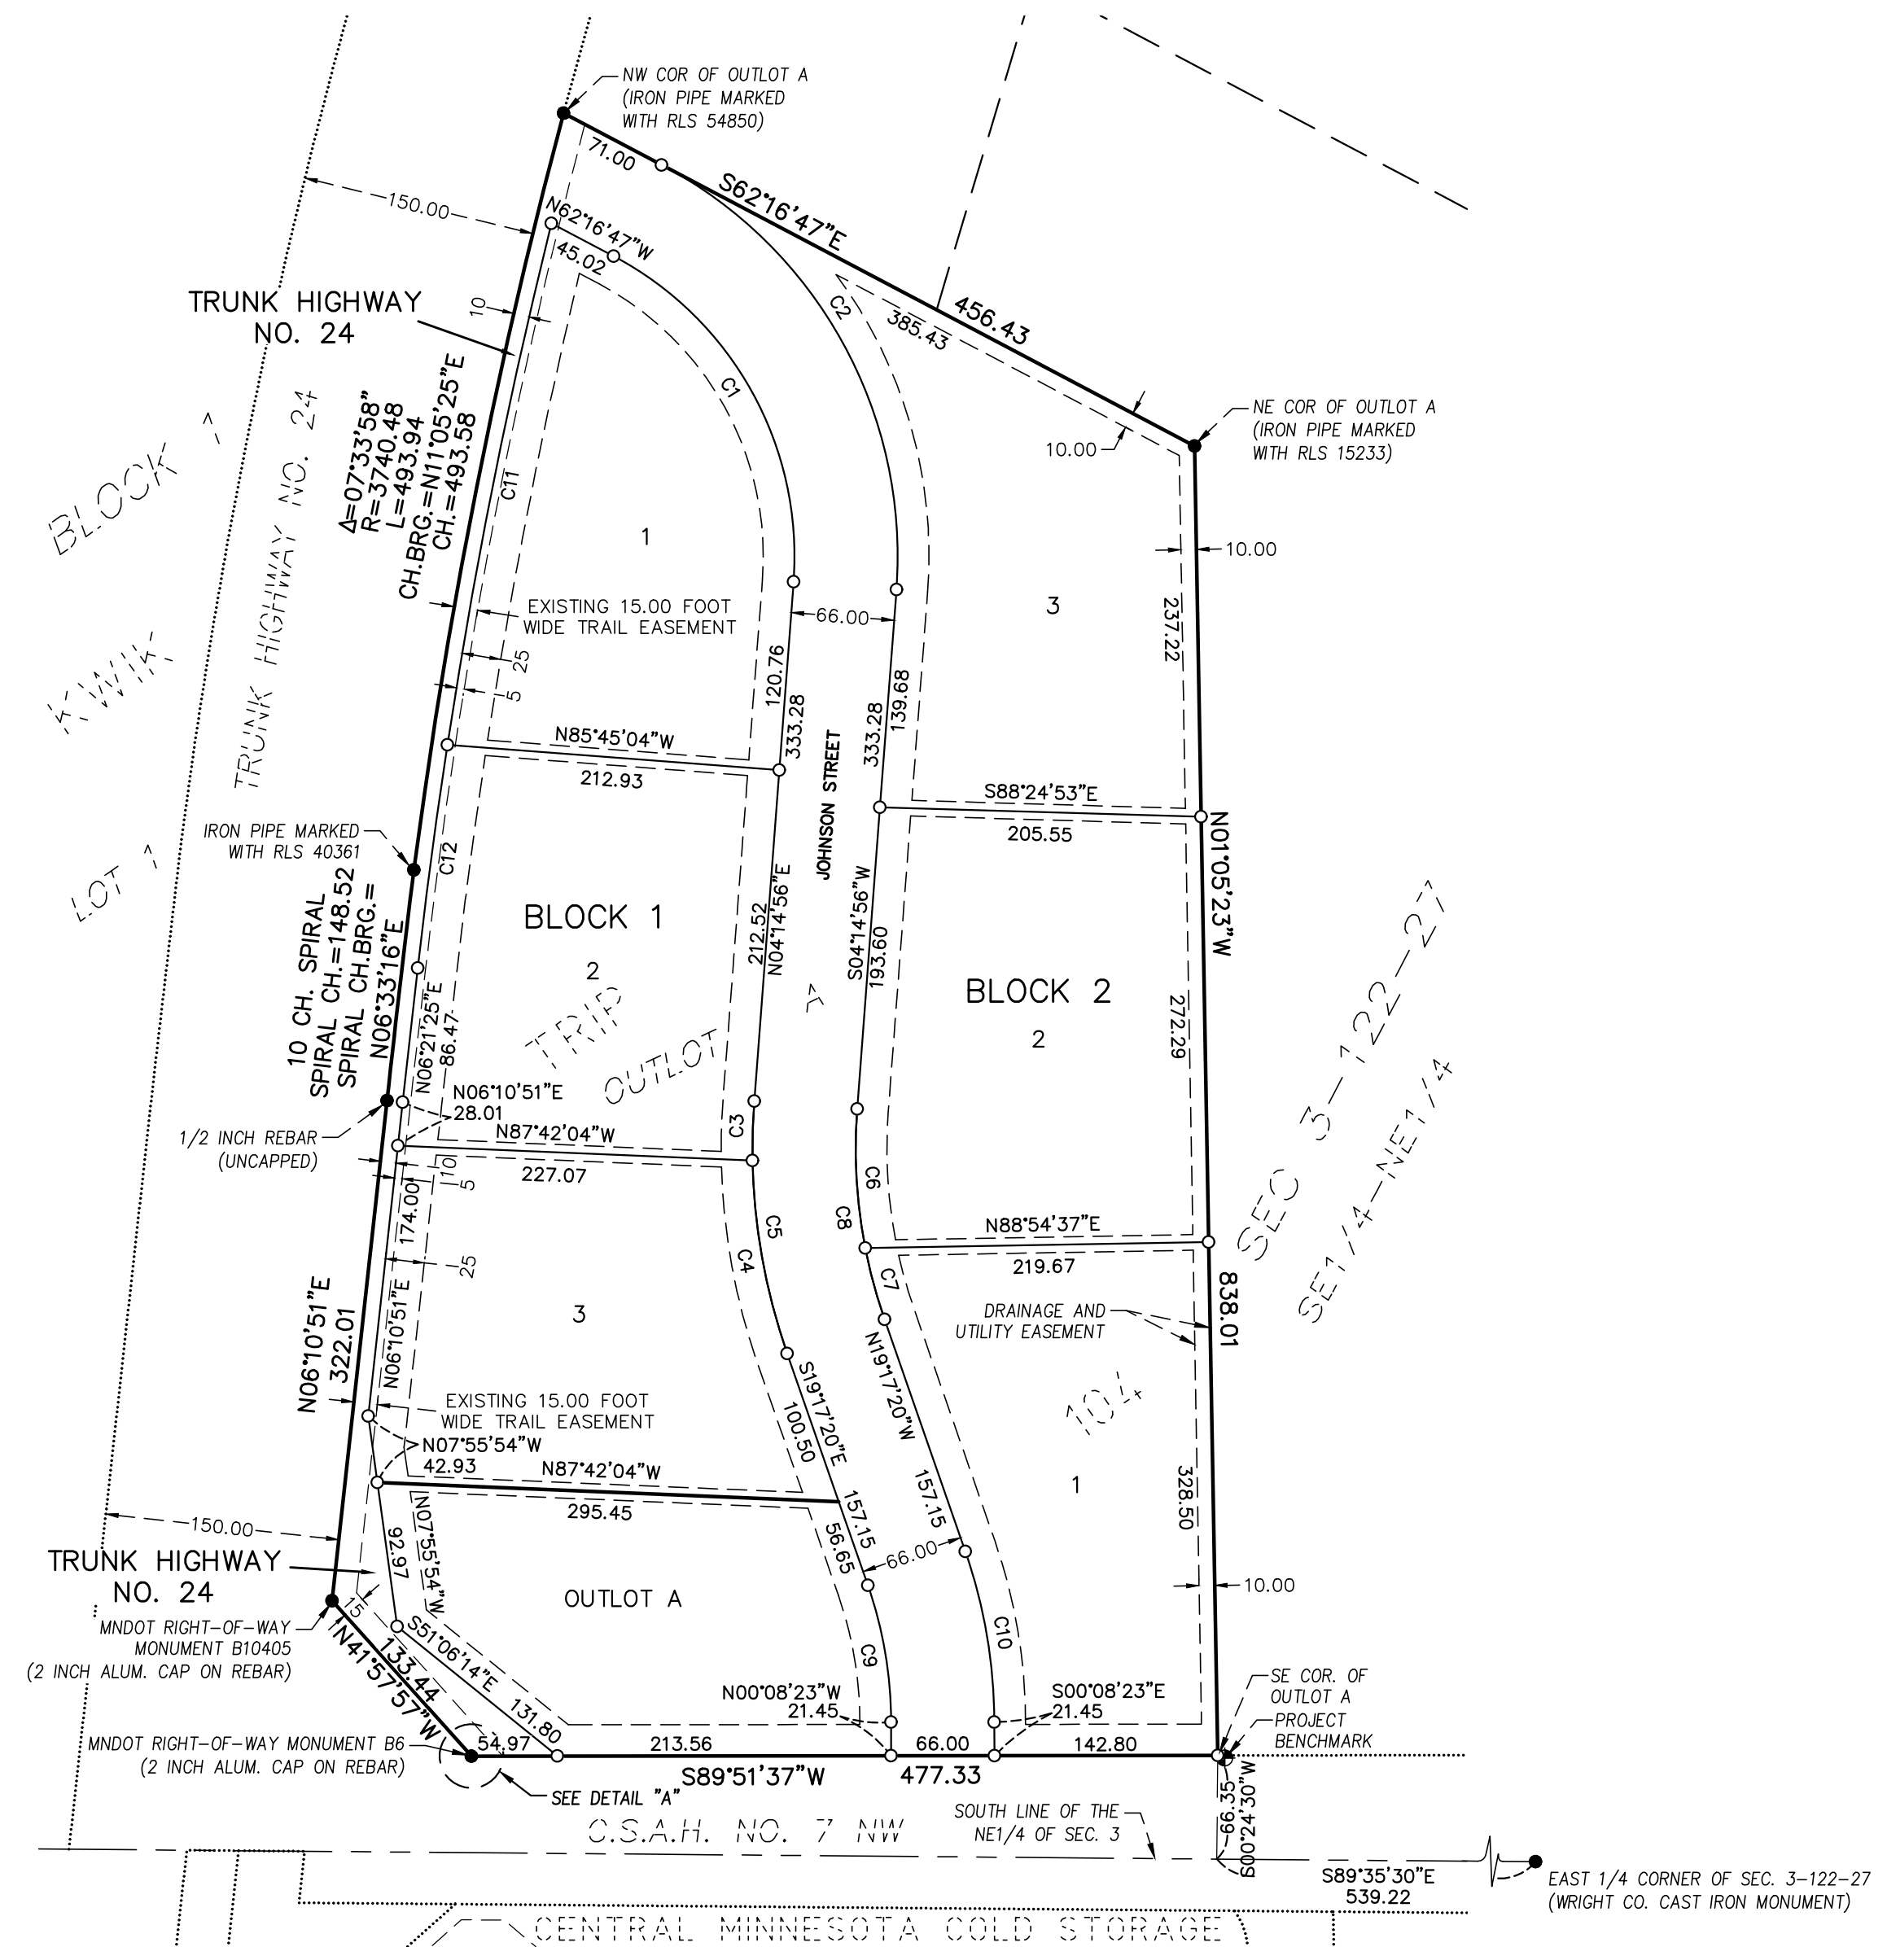 NW COR OF OUTLOT A
(IRON PIPE MARKED
WITH RLS 54850)
71.00
S62°16'47"E
456.43
385.43
150.00
N62°16'47"W
45.02
C2
C1
TRUNK HIGHWAY
NO. 24
10
NE COR OF OUTLOT A
(IRON PIPE MARKED
WITH RLS 15233)
10.00
10.00
Δ=07°33'58"
R=3740.48
L=493.94
CH.BRG.=N11°05'25"E
CH.=493.58
C11
1
3
BLOCK 1
TRUNK HIGHWAY NO. 24
EXISTING 15.00 FOOT
WIDE TRAIL EASEMENT
66.00
237.22
25
5
120.76
333.28
333.28
139.68
KWIK
TRIP
N85°45'04"W
212.93
JOHNSON STREET
S88°24'53"E
205.55
IRON PIPE MARKED
WITH RLS 40361
C12
LOT 1
N01°05'23"W
838.01
10 CH. SPIRAL
SPIRAL CH.=148.52
SPIRAL CH.BRG.=
N06°33'16"E
BLOCK 1
2
212.52
N04°14'56"E
S04°14'56"W
193.60
BLOCK 2
2
272.29
OUTLOT A
SEC 3-122-27
SE1/4-NE1/4
N06°21'25"E
86.47
N06°10'51"E
28.01
C3
1/2 INCH REBAR
(UNCAPPED)
N87°42'04"W
227.07
10
5
174.00
25
C5
C4
C6
C8
C7
N88°54'37"E
219.67
DRAINAGE AND
UTILITY EASEMENT
N06°10'51"E
322.01
N06°10'51"E
3
S19°17'20"E
100.50
157.15
56.65
N19°17'20"W
157.15
104
1
328.50
EXISTING 15.00 FOOT
WIDE TRAIL EASEMENT
N07°55'54"W
42.93
N87°42'04"W
295.45
150.00
N07°55'54"W
92.97
66.00
10.00
TRUNK HIGHWAY
NO. 24
OUTLOT A
MNDOT RIGHT-OF-WAY
MONUMENT B10405
(2 INCH ALUM. CAP ON REBAR)
15
N41°57'57"W
133.44
S51°06'14"E
131.80
C9
C10
N00°08'23"W
21.45
S00°08'23"E
21.45
SE COR. OF
OUTLOT A
PROJECT
BENCHMARK
MNDOT RIGHT-OF-WAY MONUMENT B6
(2 INCH ALUM. CAP ON REBAR)
54.97
213.56
66.00
142.80
S89°51'37"W
477.33
SEE DETAIL "A"
C.S.A.H. NO. 7 NW
SOUTH LINE OF THE
NE1/4 OF SEC. 3
66.35
S00°24'30"W
S89°35'30"E
539.22
EAST 1/4 CORNER OF SEC. 3-122-27
(WRIGHT CO. CAST IRON MONUMENT)
CENTRAL MINNESOTA COLD STORAGE